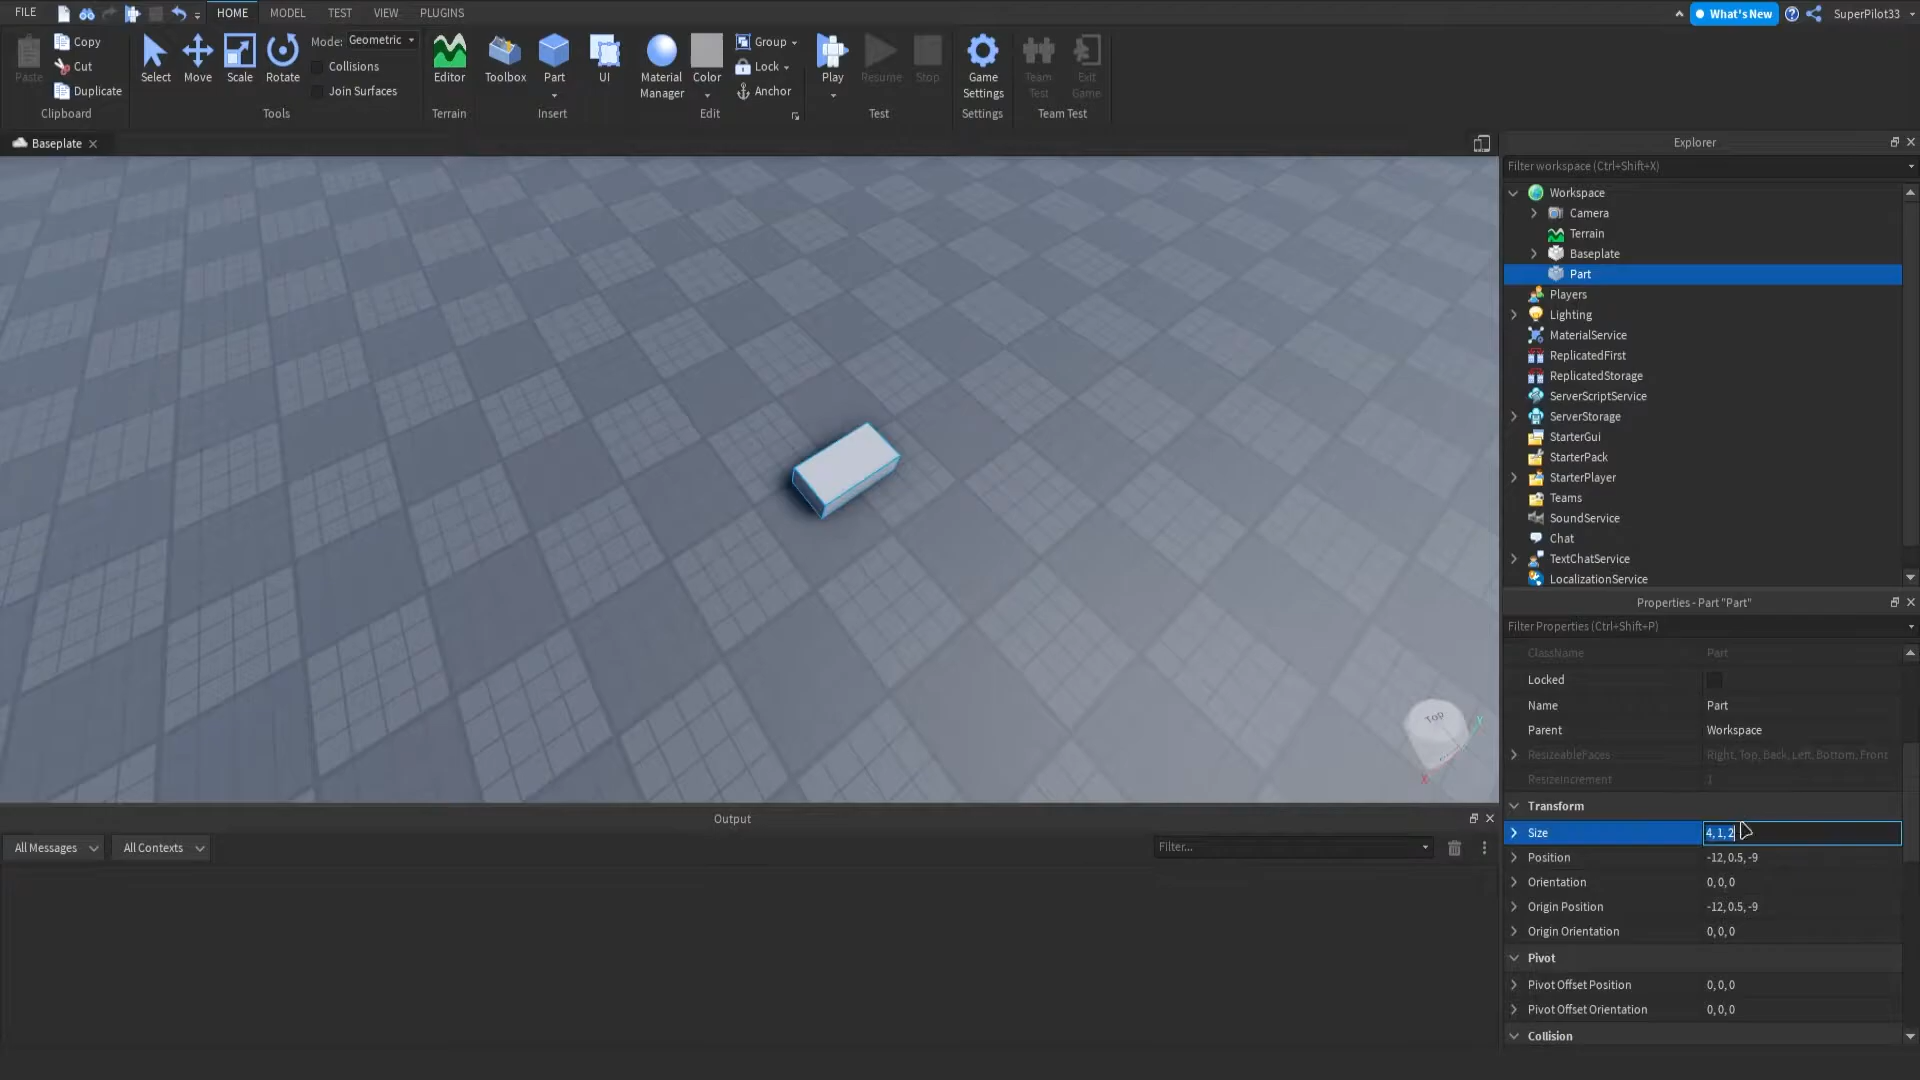 FILE HOME MODEL TEST VIEW PLUGINS What's New SuperPilot33
Paste Copy Cut Duplicate
Clipboard
Select Move Scale Rotate Mode: Geometric Collisions Join Surfaces
Tools
Editor
Terrain
Toolbox Part UI
Insert
Material Manager Color Group Lock Anchor
Edit
Play Resume Stop
Test
Game Settings
Settings
Team Test Exit Game
Team Test
Baseplate
Top
Y
X
Output
All Messages All Contexts Filter...
Explorer
Filter workspace (Ctrl+Shift+X)
Workspace
Camera
Terrain
Baseplate
Part
Players
Lighting
MaterialService
ReplicatedFirst
ReplicatedStorage
ServerScriptService
ServerStorage
StarterGui
StarterPack
StarterPlayer
Teams
SoundService
Chat
TextChatService
LocalizationService
Properties - Part "Part"
Filter Properties (Ctrl+Shift+P)
ClassName Part
Locked
Name Part
Parent Workspace
ResizeableFaces Right, Top, Back, Left, Bottom, Front
ResizeIncrement 1
Transform
Size 4, 1, 2
Position -12, 0.5, -9
Orientation 0, 0, 0
Origin Position -12, 0.5, -9
Origin Orientation 0, 0, 0
Pivot
Pivot Offset Position 0, 0, 0
Pivot Offset Orientation 0, 0, 0
Collision